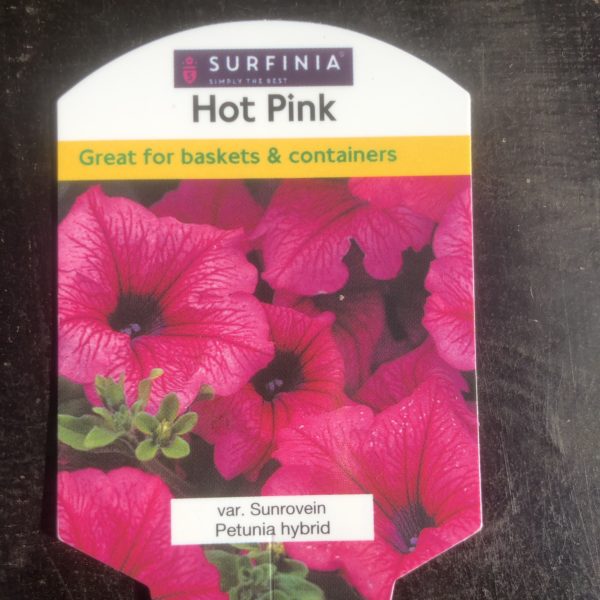 SURFINIA®
SIMPLY THE BEST
Hot Pink
Great for baskets & containers
var. Sunrovein
Petunia hybrid